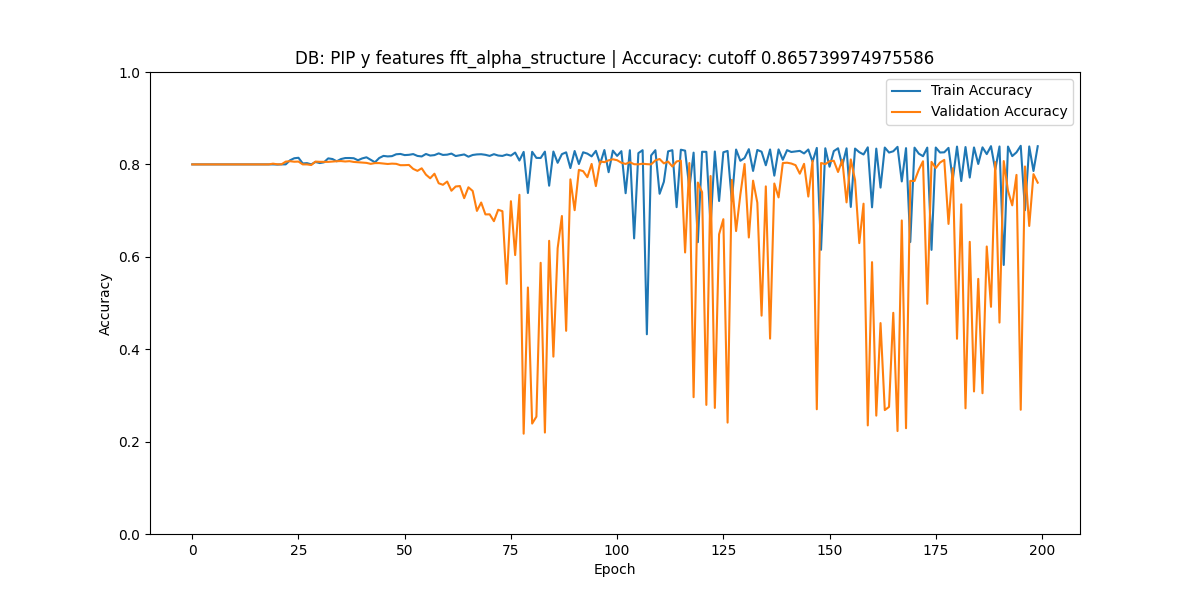 DB: PIP y features fft_alpha_structure | Accuracy: cutoff 0.865739974975586
Train Accuracy
Validation Accuracy
Accuracy
1.0
0.8
0.6
0.4
0.2
0.0
0 25 50 75 100 125 150 175 200
Epoch